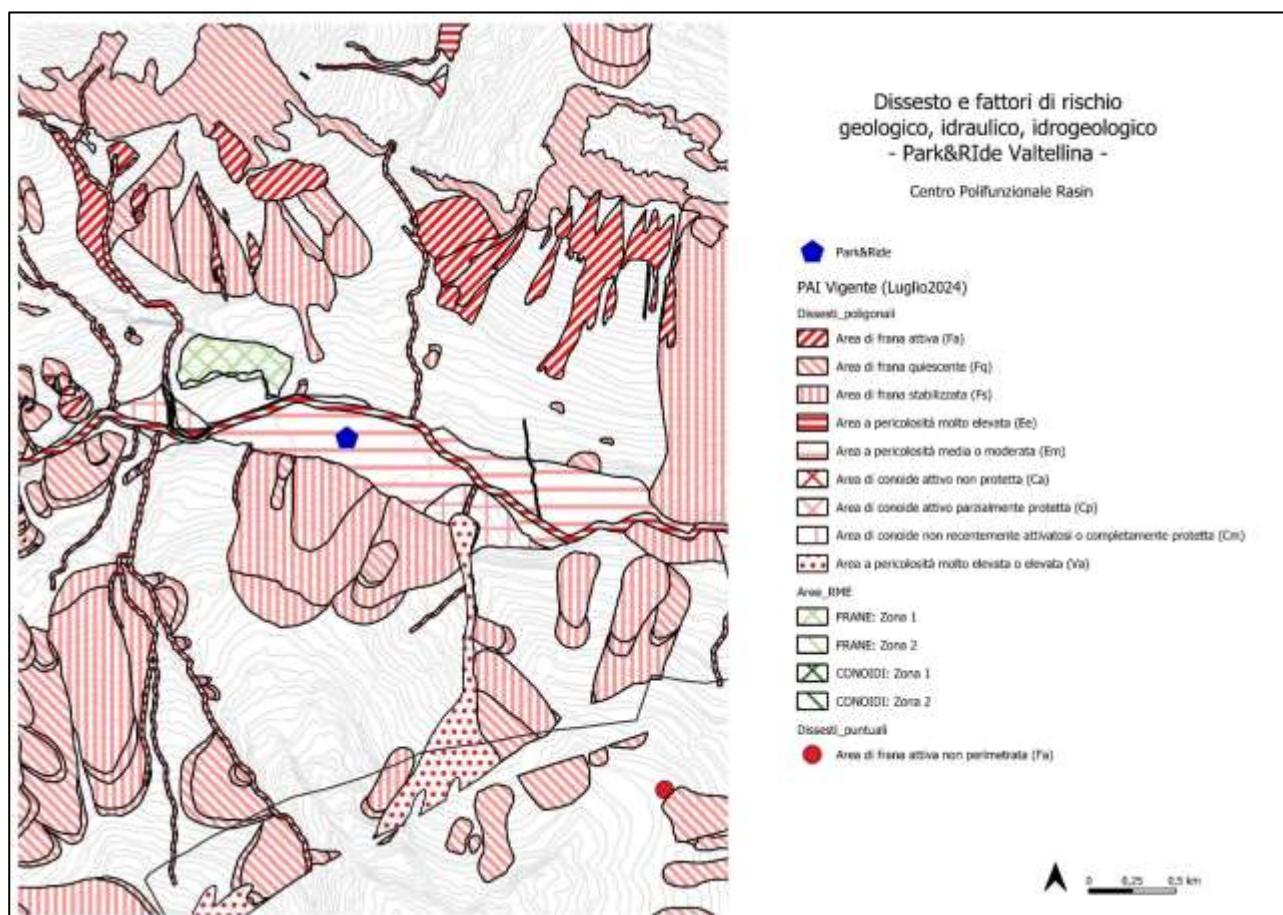 Dissesto e fattori di rischio
geologico, idraulico, idrogeologico
- Park&RIde Valtellina -
Centro Polifunzionale Rasin
Park&Ride
PAI Vigente (Luglio2024)
Dissesti_poligonali
Area di frana attiva (Fa)
Area di frana quiescente (Fq)
Area di frana stabilizzata (Fs)
Area a pericolosità molto elevata (Ee)
Area a pericolosità media o moderata (Em)
Area di conoide attivo non protetta (Ca)
Area di conoide attivo parzialmente protetta (Cp)
Area di conoide non recentemente attivatosi o completamente protetta (Cm)
Area a pericolosità molto elevata o elevata (Va)
Aree_RME
FRANE: Zona 1
FRANE: Zona 2
CONOIDI: Zona 1
CONOIDI: Zona 2
Dissesti_puntuali
Area di frana attiva non perimetrata (Fa)
0 0,25 0,5 km